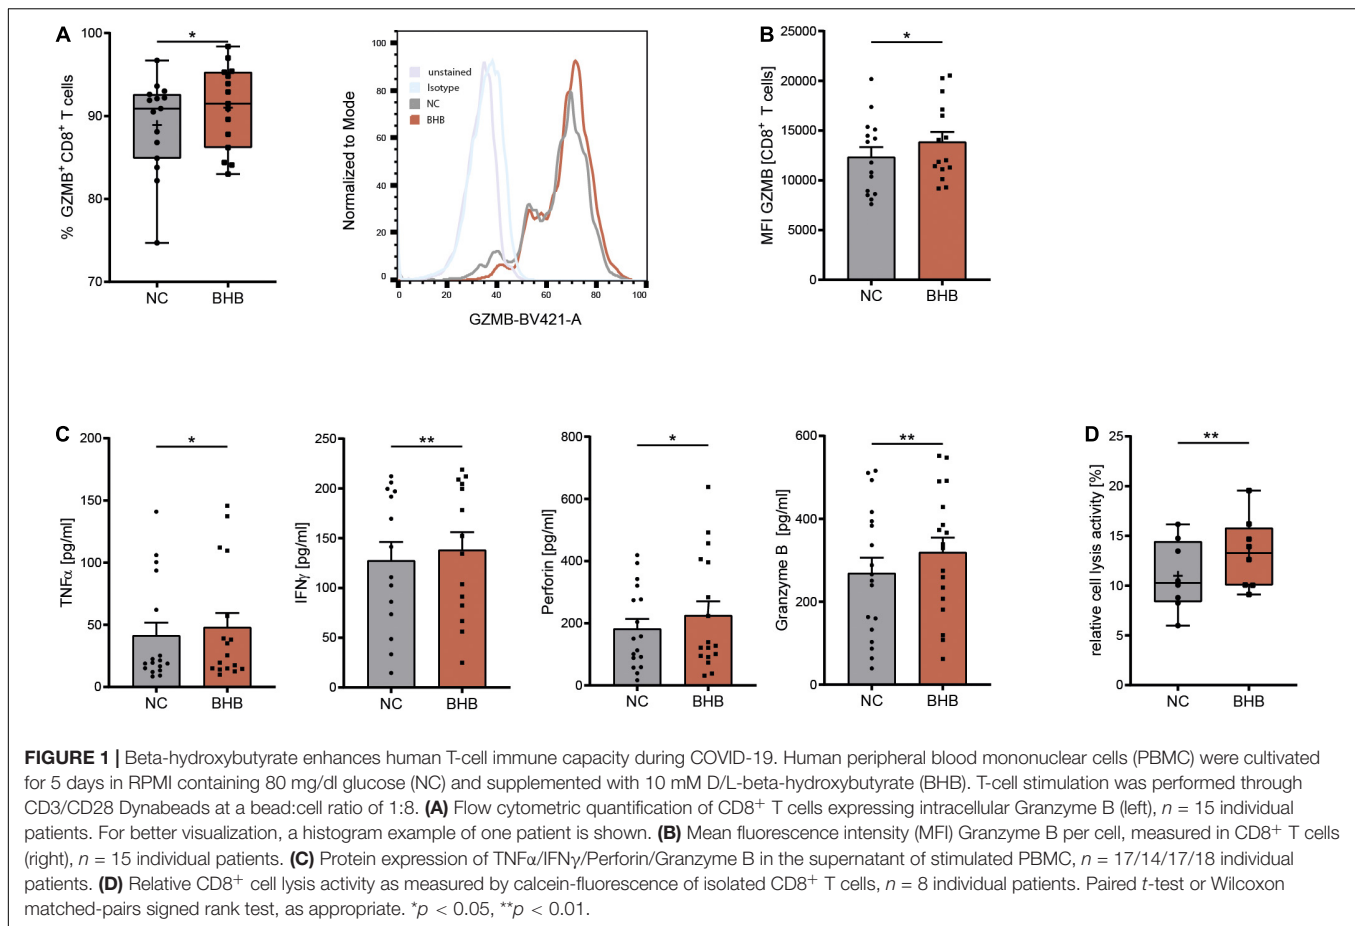 A
% GZMB+ CD8+ T cells
100
90
80
70
*
NC
BHB
Normalized to Mode
100
80
60
40
20
0
unstained
Isotype
NC
BHB
0
20
40
60
80
100
GZMB-BV421-A
B
MFI GZMB [CD8+ T cells]
25000
20000
15000
10000
5000
0
*
NC
BHB
C
TNFα [pg/ml]
200
150
100
50
0
*
NC
BHB
IFNγ [pg/ml]
250
200
150
100
50
0
**
NC
BHB
Perforin [pg/ml]
800
600
400
200
0
*
NC
BHB
Granzyme B [pg/ml]
600
400
200
0
**
NC
BHB
D
relative cell lysis activity [%]
25
20
15
10
5
0
**
NC
BHB
FIGURE 1 | Beta-hydroxybutyrate enhances human T-cell immune capacity during COVID-19. Human peripheral blood mononuclear cells (PBMC) were cultivated
for 5 days in RPMI containing 80 mg/dl glucose (NC) and supplemented with 10 mM D/L-beta-hydroxybutyrate (BHB). T-cell stimulation was performed through
CD3/CD28 Dynabeads at a bead:cell ratio of 1:8. (A) Flow cytometric quantification of CD8+ T cells expressing intracellular Granzyme B (left), n = 15 individual
patients. For better visualization, a histogram example of one patient is shown. (B) Mean fluorescence intensity (MFI) Granzyme B per cell, measured in CD8+ T cells
(right), n = 15 individual patients. (C) Protein expression of TNFα/IFNγ/Perforin/Granzyme B in the supernatant of stimulated PBMC, n = 17/14/17/18 individual
patients. (D) Relative CD8+ cell lysis activity as measured by calcein-fluorescence of isolated CD8+ T cells, n = 8 individual patients. Paired t-test or Wilcoxon
matched-pairs signed rank test, as appropriate. *p < 0.05, **p < 0.01.